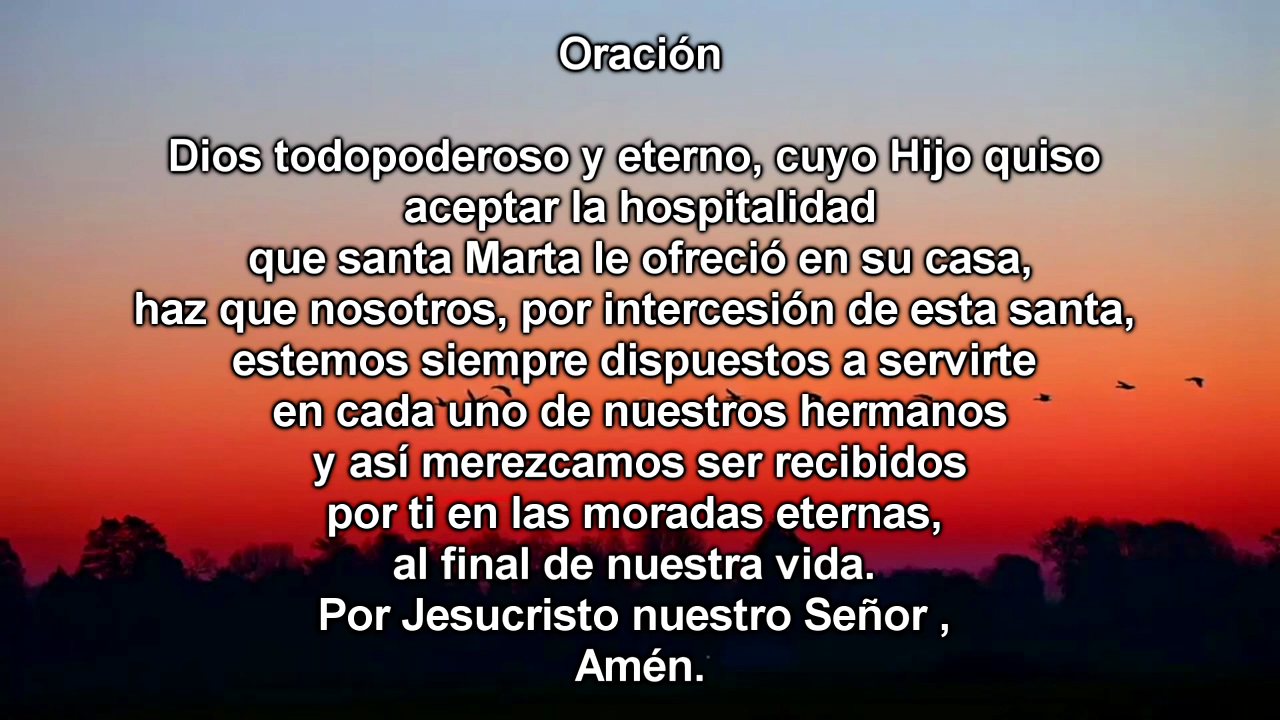 Oración
Dios todopoderoso y eterno, cuyo Hijo quiso
aceptar la hospitalidad
que santa Marta le ofreció en su casa,
haz que nosotros, por intercesión de esta santa,
estemos siempre dispuestos a servirte
en cada uno de nuestros hermanos
y así merezcamos ser recibidos
por ti en las moradas eternas,
al final de nuestra vida.
Por Jesucristo nuestro Señor ,
Amén.